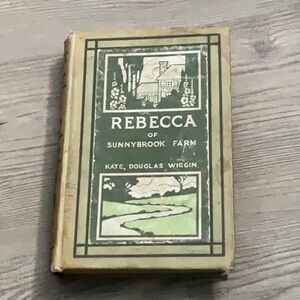 REBECCA
OF
SUNNYBROOK FARM
KATE DOUGLAS WIGGIN